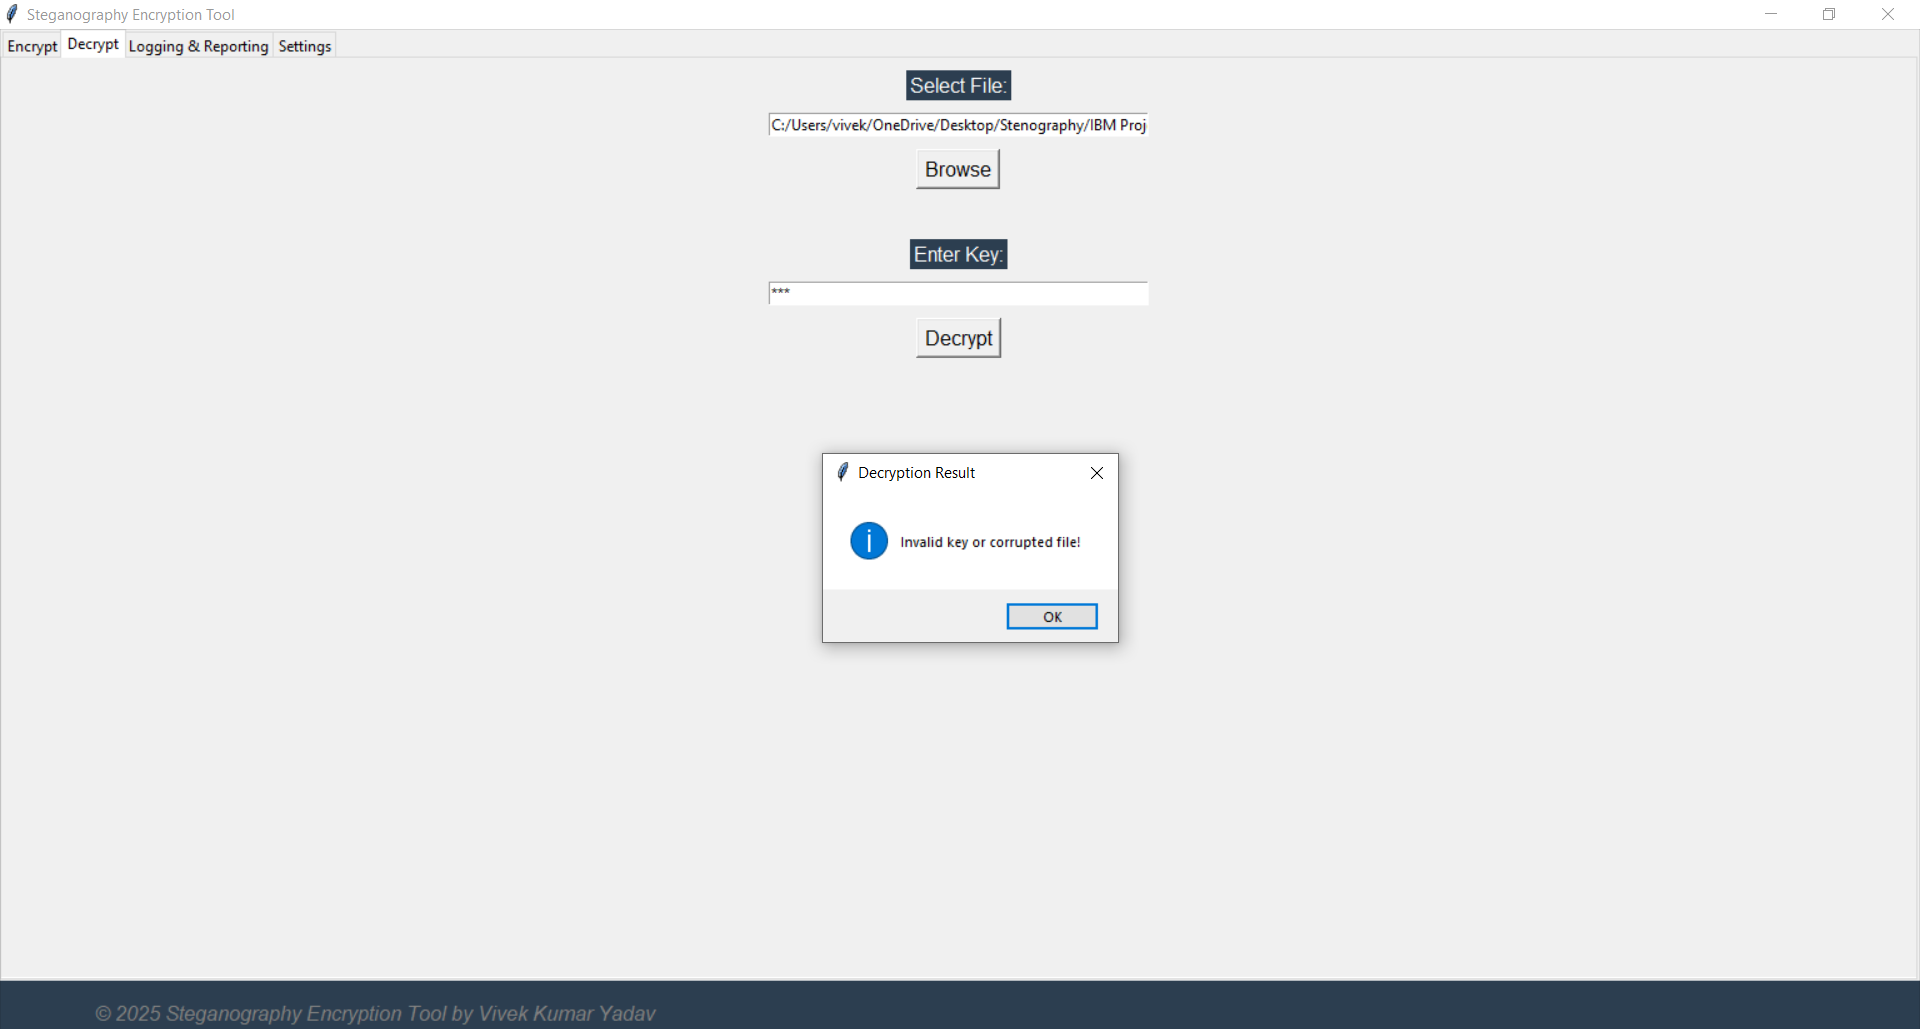 Steganography Encryption Tool
Encrypt Decrypt Logging & Reporting Settings
Select File:
C:/Users/vivek/OneDrive/Desktop/Stenography/IBM Proj
Browse
Enter Key:
***
Decrypt
Decryption Result
Invalid key or corrupted file!
OK
© 2025 Steganography Encryption Tool by Vivek Kumar Yadav